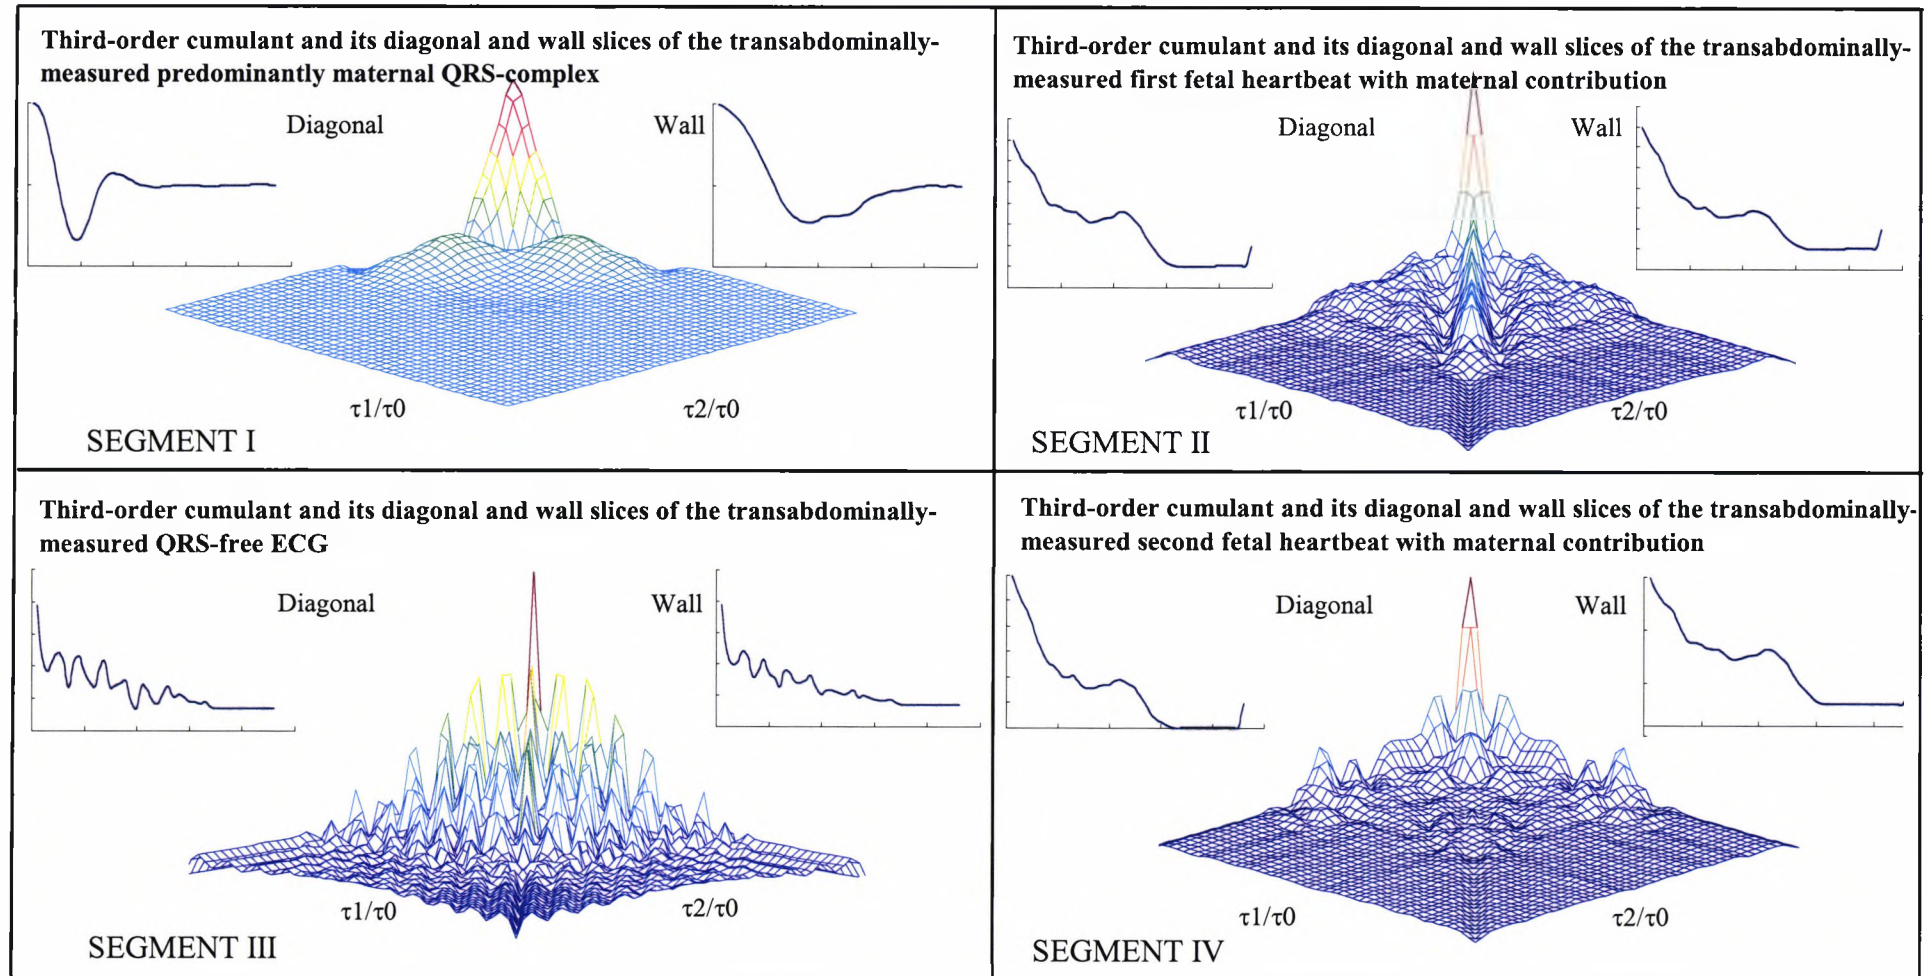 Third-order cumulant and its diagonal and wall slices of the transabdominally-
measured predominantly maternal QRS-complex
Diagonal
Wall
τ1/τ0
τ2/τ0
SEGMENT I
Third-order cumulant and its diagonal and wall slices of the transabdominally-
measured first fetal heartbeat with maternal contribution
Diagonal
Wall
τ1/τ0
τ2/τ0
SEGMENT II
Third-order cumulant and its diagonal and wall slices of the transabdominally-
measured QRS-free ECG
Diagonal
Wall
τ1/τ0
τ2/τ0
SEGMENT III
Third-order cumulant and its diagonal and wall slices of the transabdominally-
measured second fetal heartbeat with maternal contribution
Diagonal
Wall
τ1/τ0
τ2/τ0
SEGMENT IV